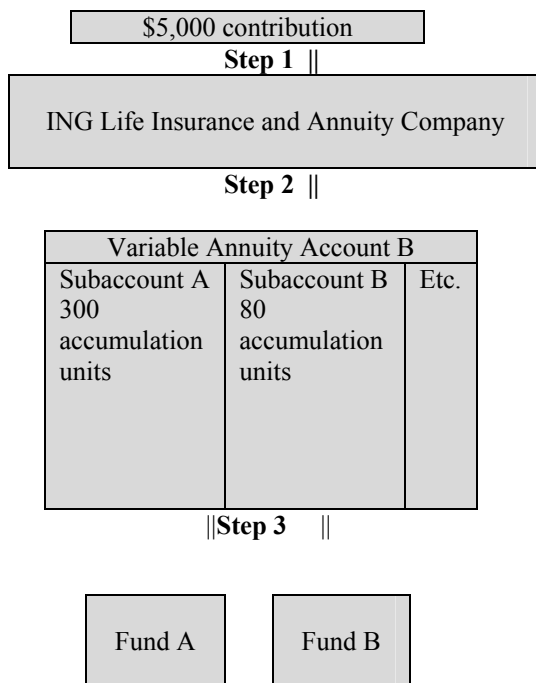 $5,000 contribution
Step 1 ||
ING Life Insurance and Annuity Company
Step 2 ||
Variable Annuity Account B
Subaccount A
300
accumulation
units
Subaccount B
80
accumulation
units
Etc.
||Step 3 ||
Fund A
Fund B